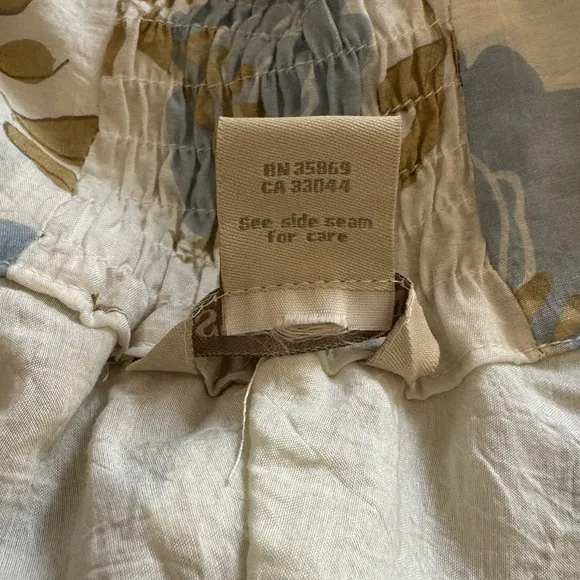 RN 35869
CA 33044
See side seam
for care